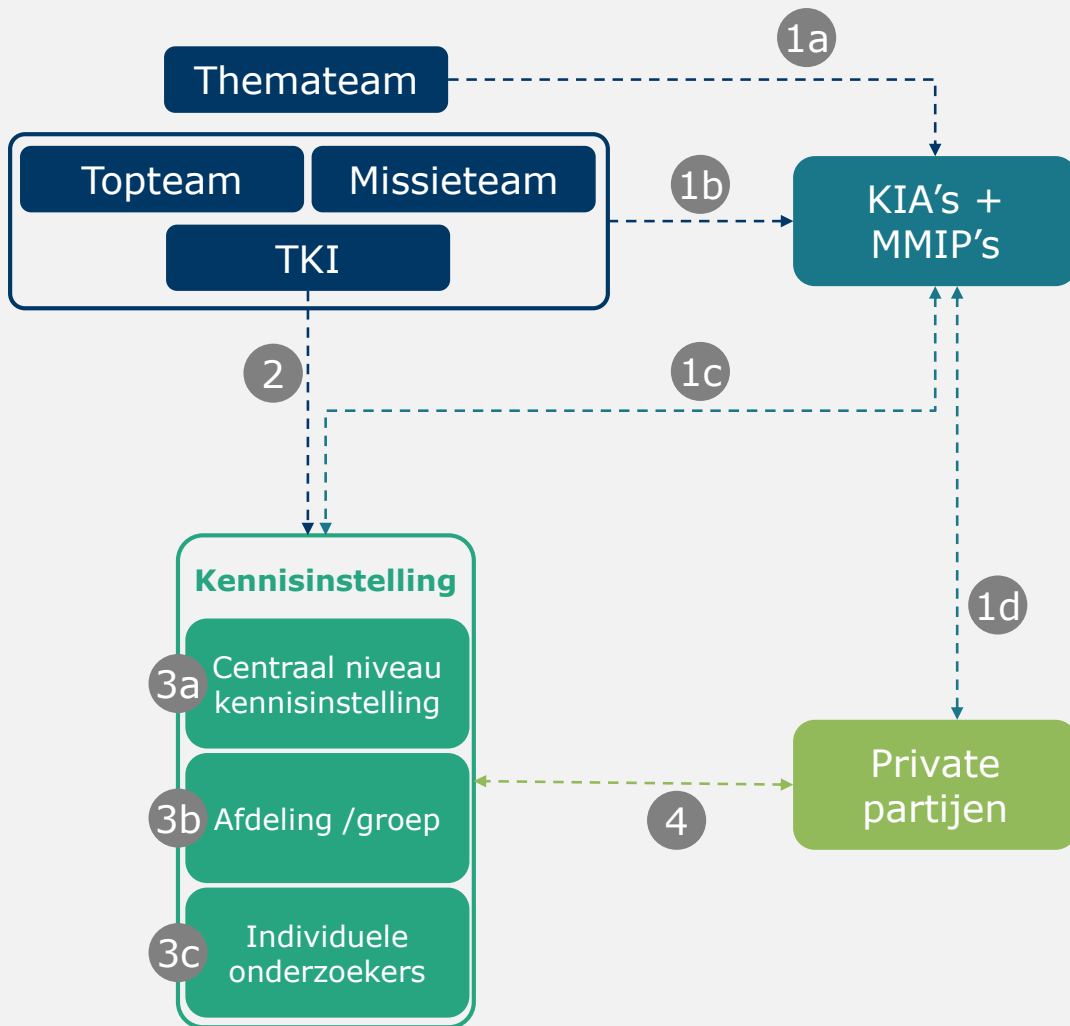 1a
Themateam
Topteam
Missieteam
TKI
1b
KIA’s +
MMIP’s
2
1c
1d
Kennisinstelling
3a
Centraal niveau
kennisinstelling
3b
Afdeling /groep
3c
Individuele
onderzoekers
4
Private
partijen